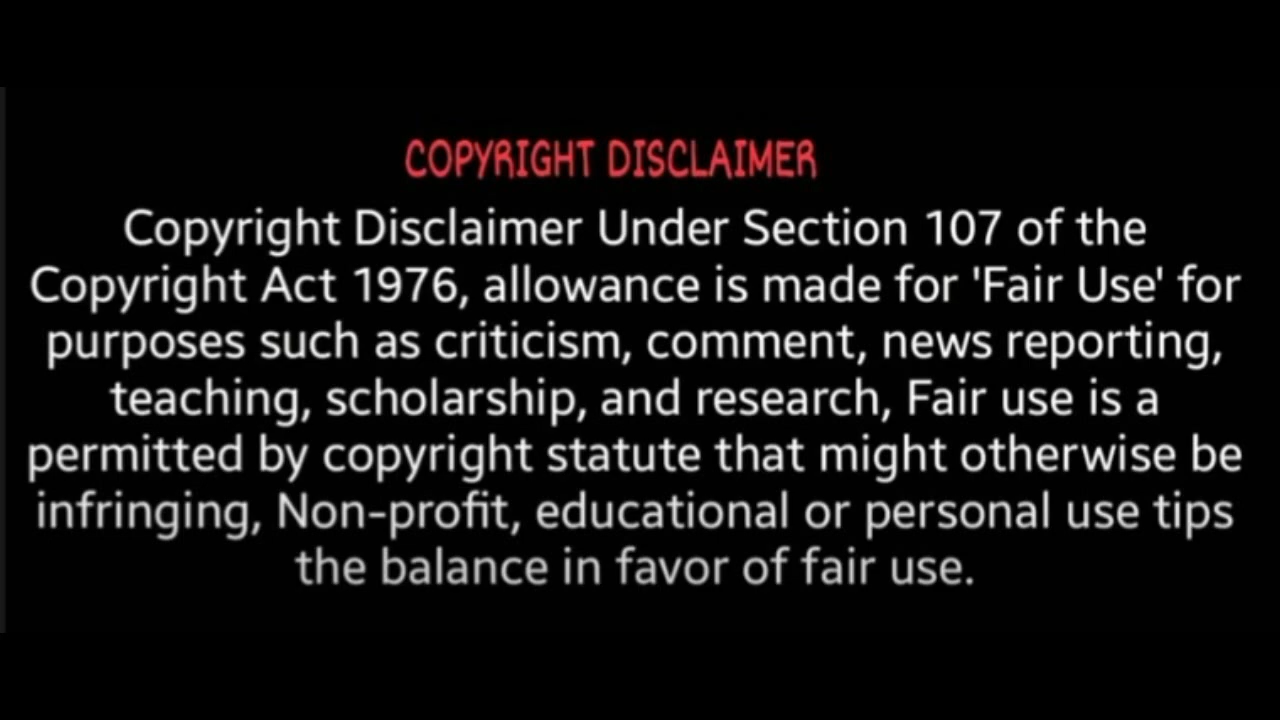 COPYRIGHT DISCLAIMER
Copyright Disclaimer Under Section 107 of the
Copyright Act 1976, allowance is made for 'Fair Use' for
purposes such as criticism, comment, news reporting,
teaching, scholarship, and research, Fair use is a
permitted by copyright statute that might otherwise be
infringing, Non-profit, educational or personal use tips
the balance in favor of fair use.